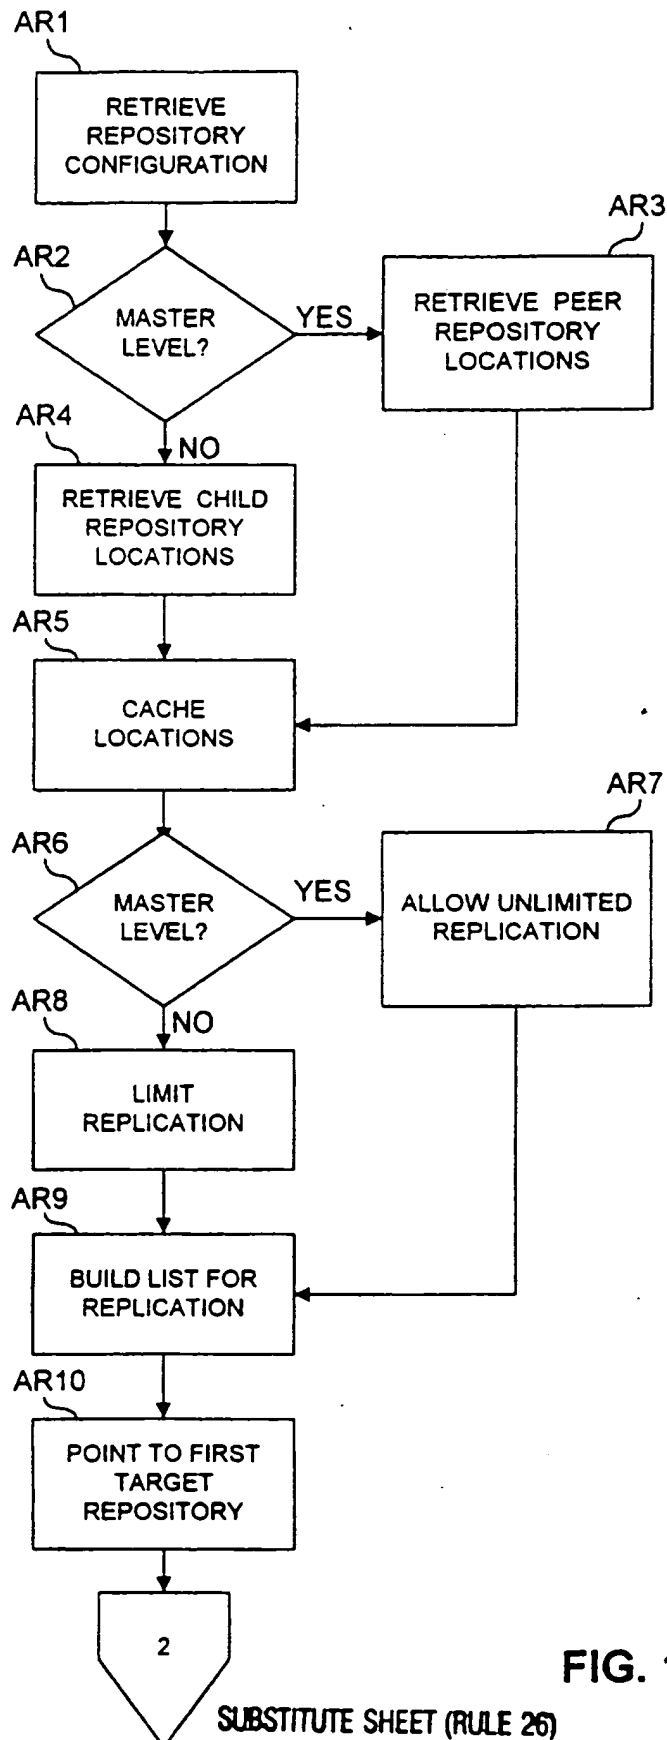 AR1
RETRIEVE
REPOSITORY
CONFIGURATION
AR2
MASTER
LEVEL?
YES
AR3
RETRIEVE PEER
REPOSITORY
LOCATIONS
AR4
NO
RETRIEVE CHILD
REPOSITORY
LOCATIONS
AR5
CACHE
LOCATIONS
AR6
MASTER
LEVEL?
YES
AR7
ALLOW UNLIMITED
REPLICATION
AR8
NO
LIMIT
REPLICATION
AR9
BUILD LIST FOR
REPLICATION
AR10
POINT TO FIRST
TARGET
REPOSITORY
2
FIG.
SUBSTITUTE SHEET (RULE 26)